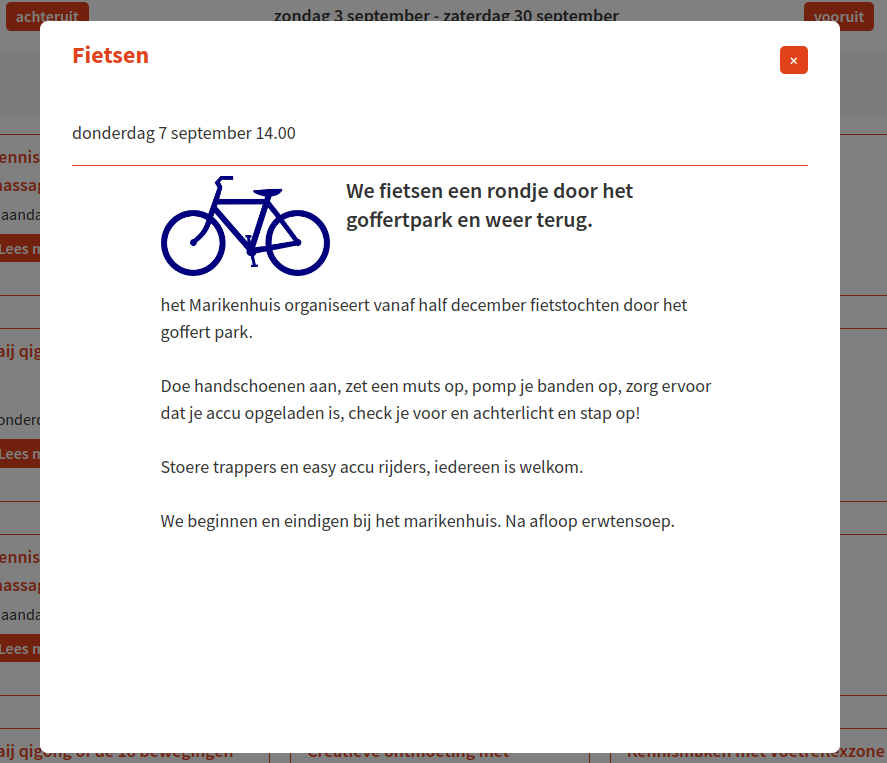 achteruit
zondag 3 september - zaterdag 30 september
vooruit
Fietsen
×
donderdag 7 september 14.00
We fietsen een rondje door het
goffertpark en weer terug.
het Marikenhuis organiseert vanaf half december fietstochten door het
goffert park.
Doe handschoenen aan, zet een muts op, pomp je banden op, zorg ervoor
dat je accu opgeladen is, check je voor en achterlicht en stap op!
Stoere trappers en easy accu rijders, iedereen is welkom.
We beginnen en eindigen bij het marikenhuis. Na afloop erwtensoep.
Lees
Lees
Lees